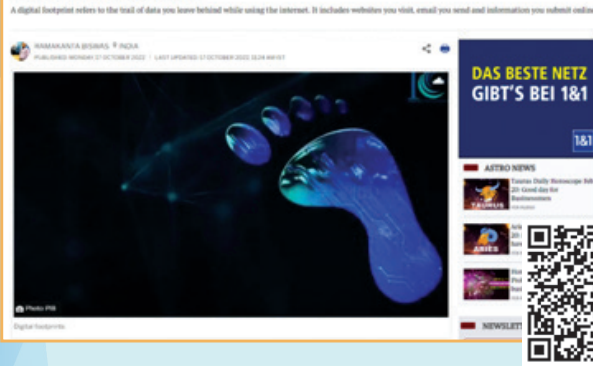 A digital footprint refers to the trail of data you leave behind while using the internet. It includes websites you visit, email you send and information you submit online
RAMAKANTA BISWAS INDIA
PUBLISHED: MONDAY 17 OCTOBER 2022 LAST UPDATED: 17 OCTOBER 2022
Photo PIB
Digital footprints
DAS BESTE NETZ
GIBT'S BEI 1&1
1&1
ASTRO NEWS
Taurus Daily Horoscope
20: Good day for
Businessmen
TAURUS
ARIES
NEWSLET